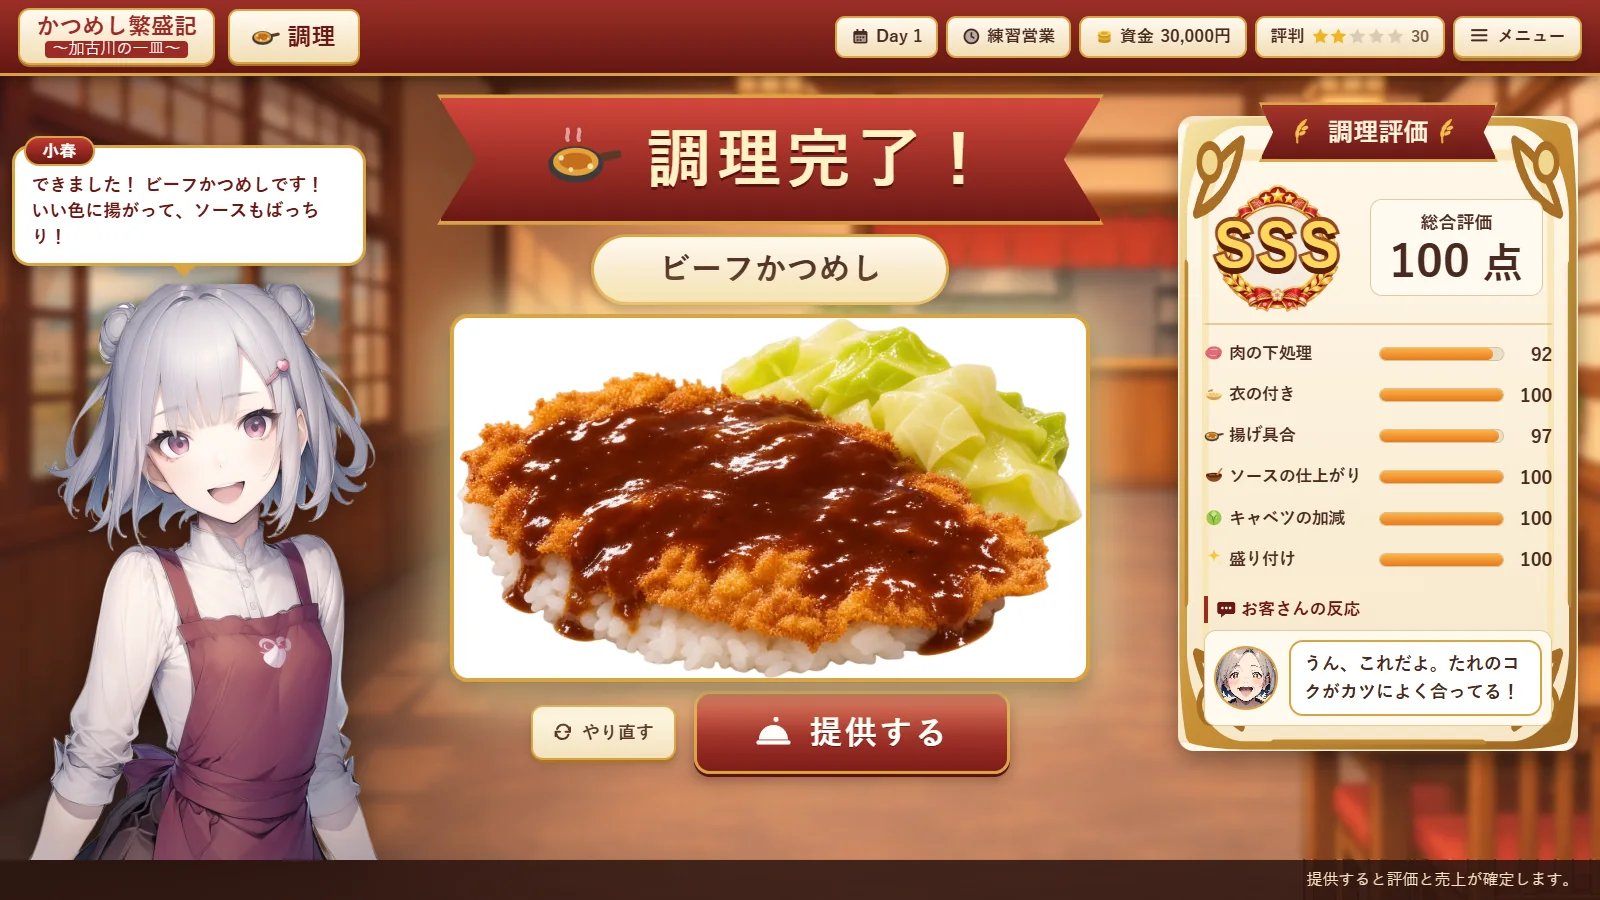 かつめし繁盛記
〜加古川の一皿〜
調理
Day 1
練習営業
資金 30,000円
評判 30
メニュー
小春
できました！ ビーフかつめしです！
いい色に揚がって、ソースもばっち
り！
調理完了！
ビーフかつめし
やり直す
提供する
調理評価
SSS
総合評価
100 点
肉の下処理 92
衣の付き 100
揚げ具合 97
ソースの仕上がり 100
キャベツの加減 100
盛り付け 100
お客さんの反応
うん、これだよ。たれのコ
クがカツによく合ってる！
提供すると評価と売上が確定します。